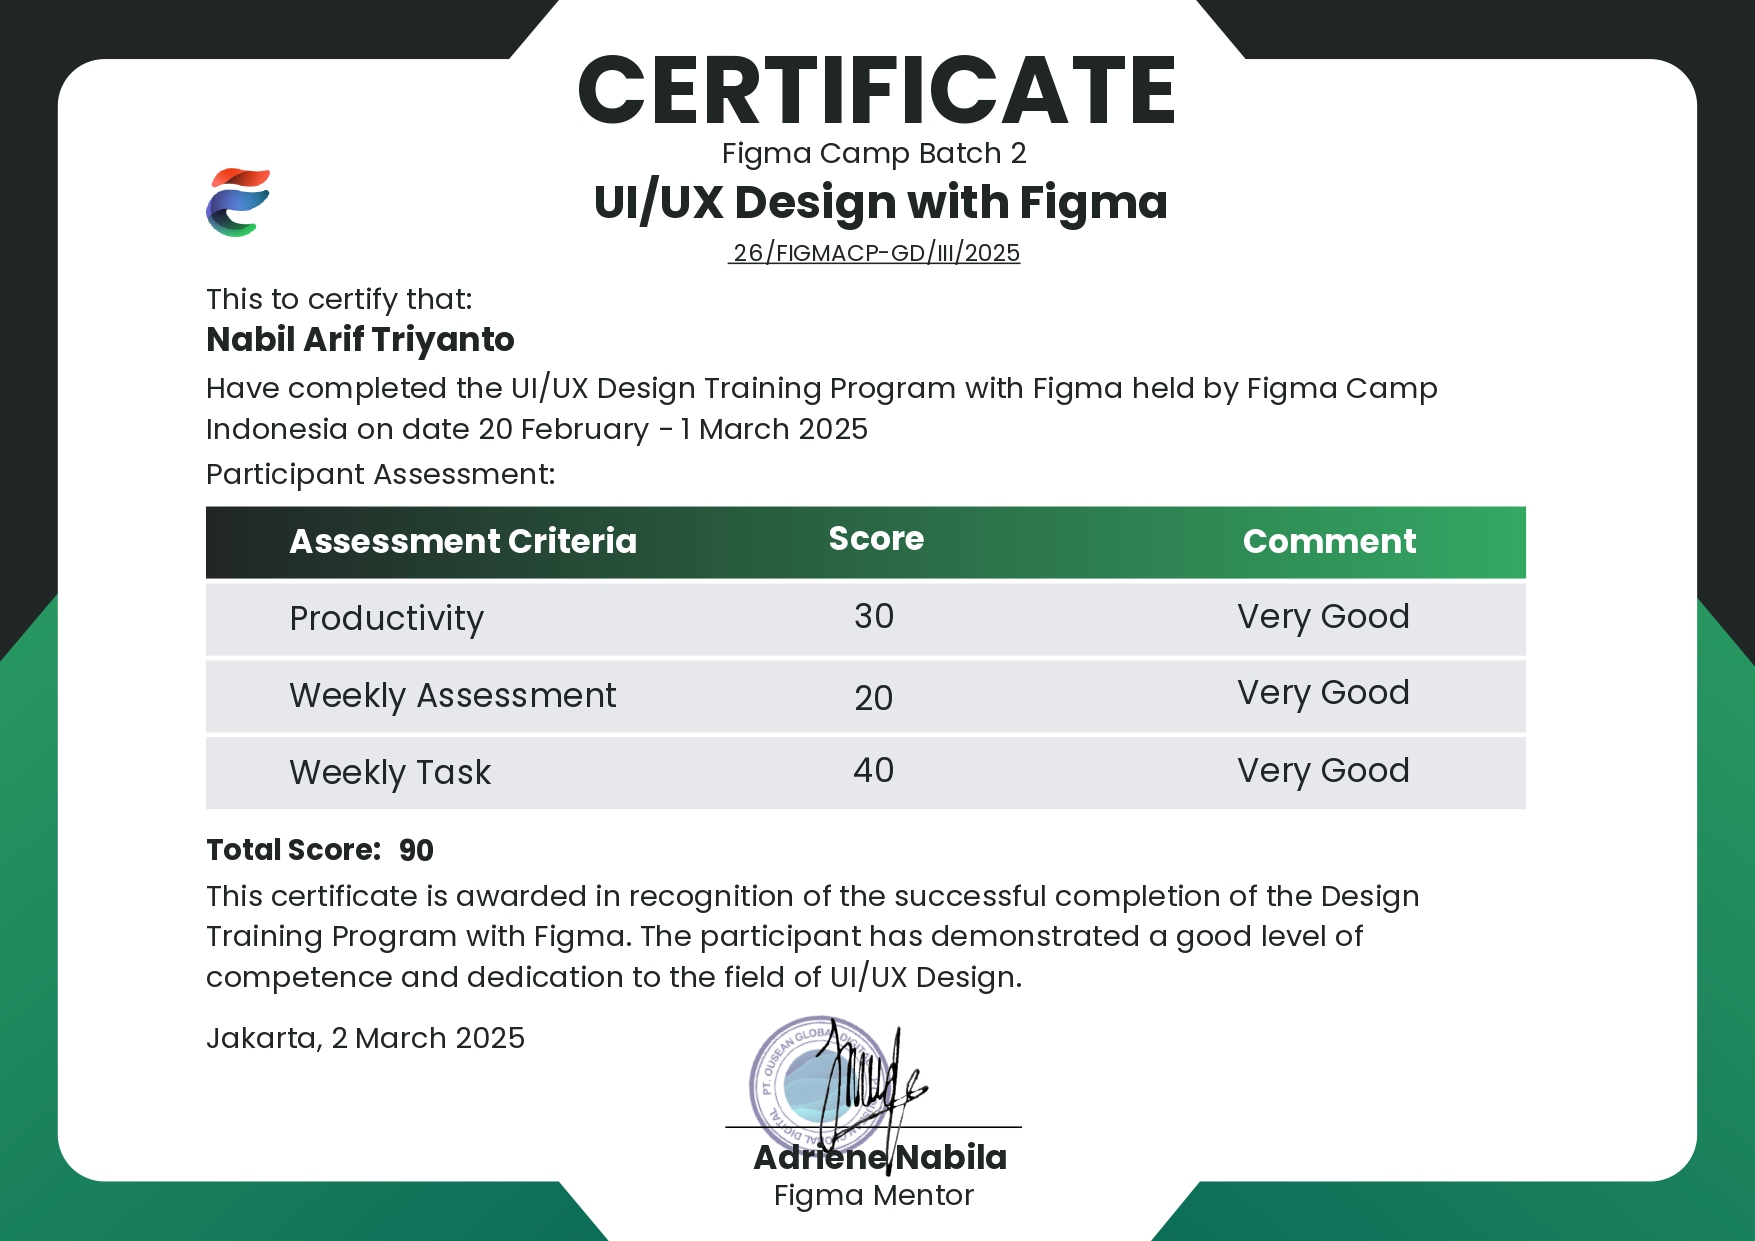 CERTIFICATE
Figma Camp Batch 2
UI/UX Design with Figma
26/FIGMACP-GD/III/2025
This to certify that:
Nabil Arif Triyanto
Have completed the UI/UX Design Training Program with Figma held by Figma Camp
Indonesia on date 20 February - 1 March 2025
Participant Assessment:
Assessment Criteria Score Comment
Productivity 30 Very Good
Weekly Assessment 20 Very Good
Weekly Task 40 Very Good
Total Score: 90
This certificate is awarded in recognition of the successful completion of the Design
Training Program with Figma. The participant has demonstrated a good level of
competence and dedication to the field of UI/UX Design.
Jakarta, 2 March 2025
PT. OUSEAN GLOBAL DIGITAL
Adriene Nabila
Figma Mentor